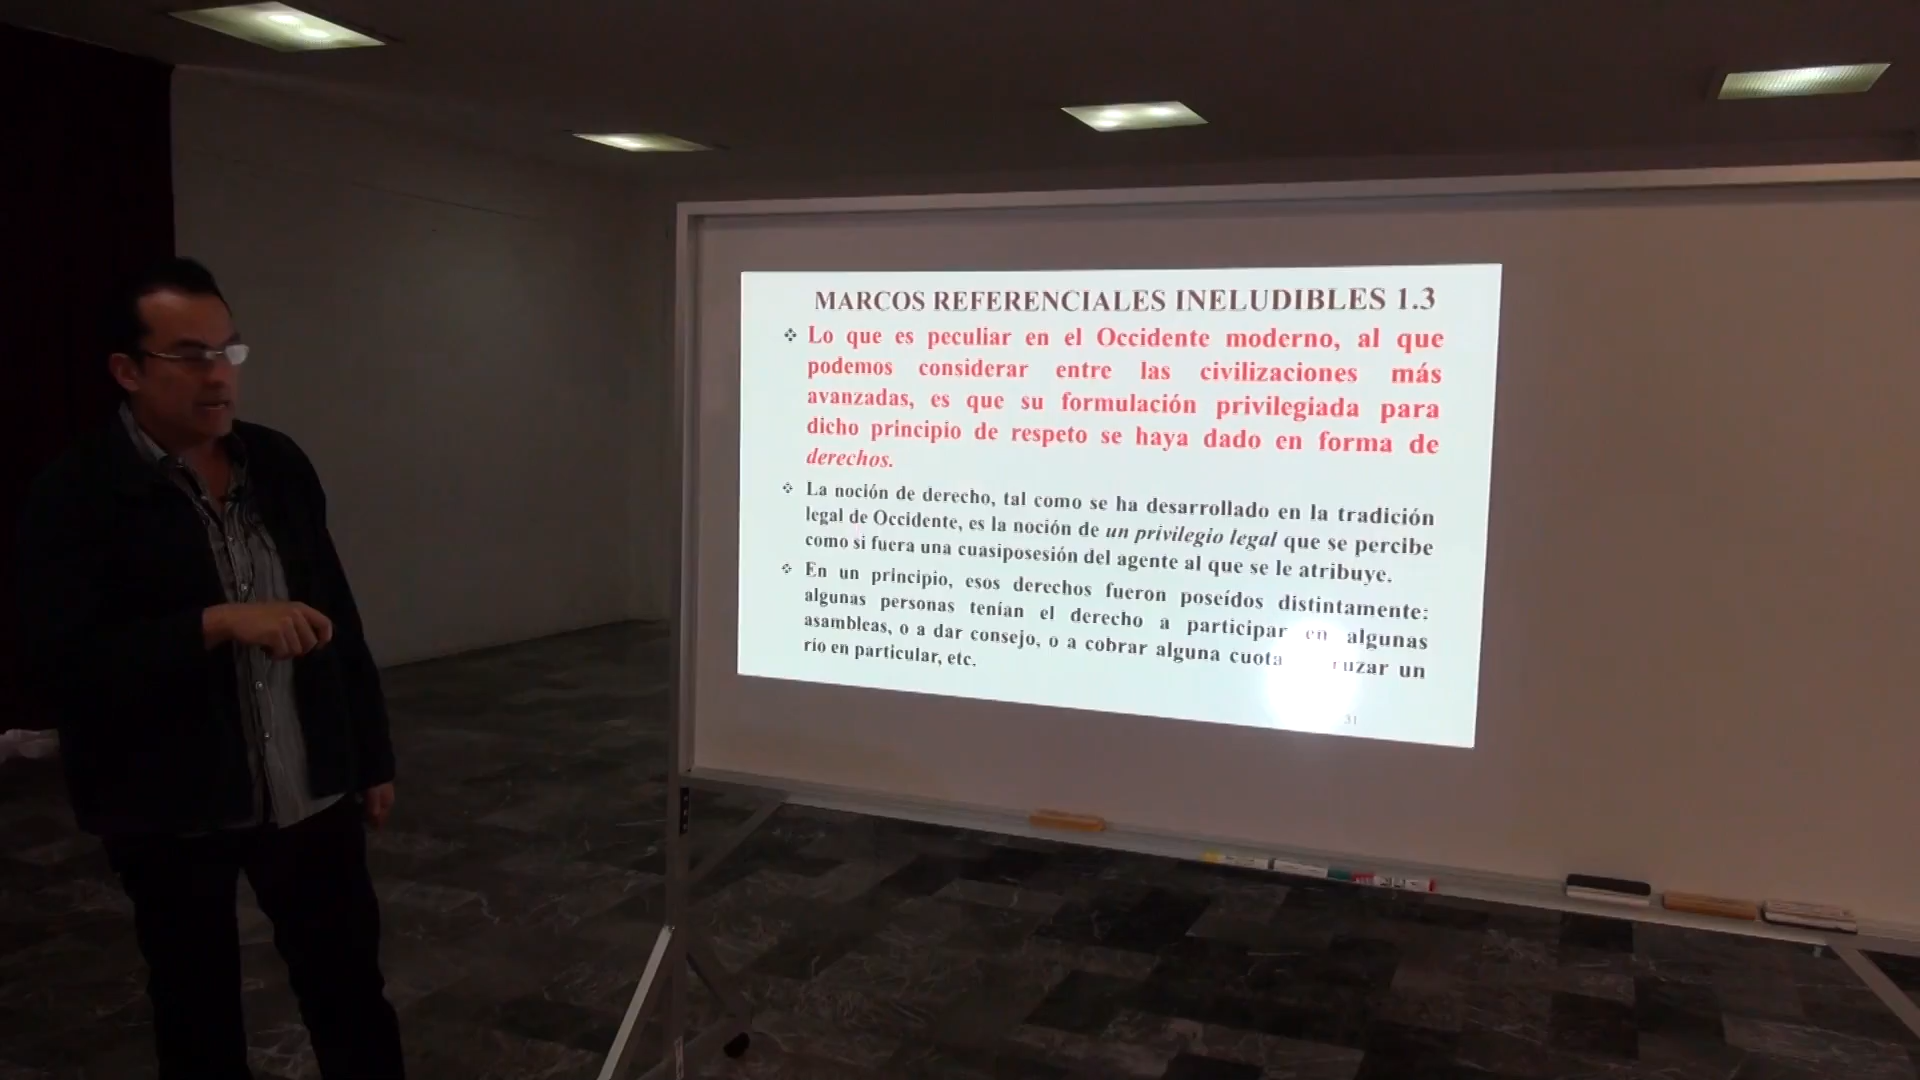 MARCOS REFERENCIALES INELUDIBLES 1.3
❖ Lo que es peculiar en el Occidente moderno, al que
podemos considerar entre las civilizaciones más
avanzadas, es que su formulación privilegiada para
dicho principio de respeto se haya dado en forma de
derechos.
❖ La noción de derecho, tal como se ha desarrollado en la tradición
legal de Occidente, es la noción de un privilegio legal que se percibe
como si fuera una cuasiposesión del agente al que se le atribuye.
❖ En un principio, esos derechos fueron poseídos distintamente:
algunas personas tenían el derecho a participar en algunas
asambleas, o a dar consejo, o a cobrar alguna cuota un
río en particular, etc.
31